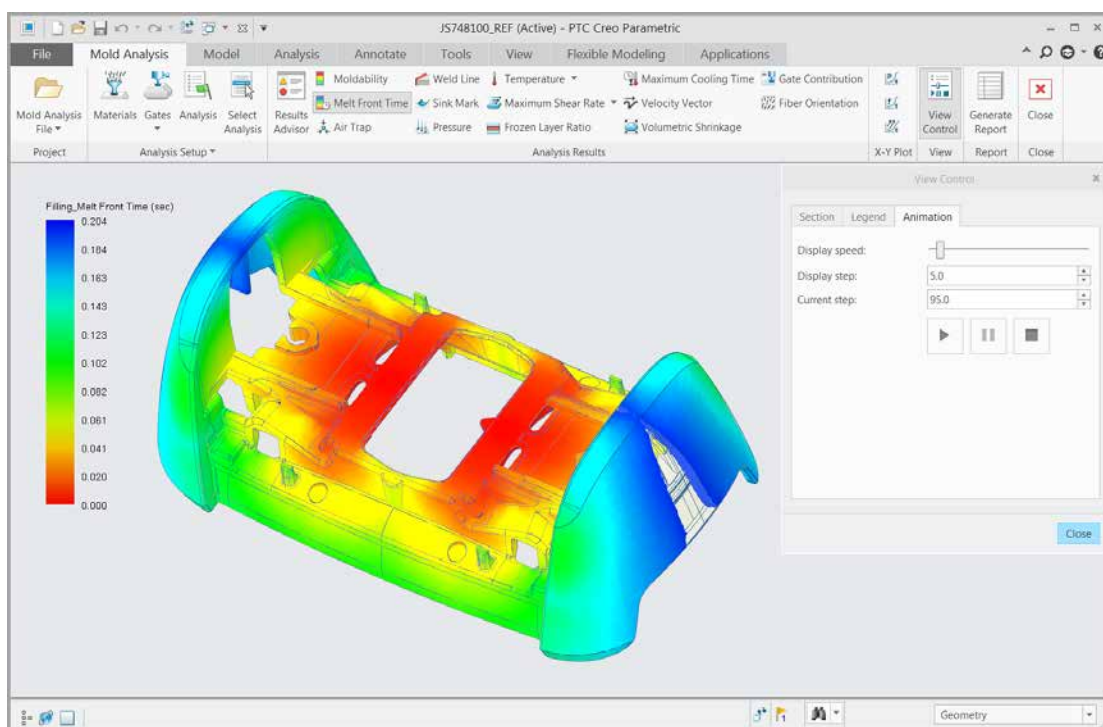 JS748100_REF (Active) - PTC Creo Parametric
File Mold Analysis Model Analysis Annotate Tools View Flexible Modeling Applications
Moldability Weld Line Temperature Maximum Cooling Time Gate Contribution
Mold Analysis File Materials Gates Analysis Select Analysis Results Advisor Melt Front Time Sink Mark Maximum Shear Rate Velocity Vector Fiber Orientation View Control Generate Report Close
Air Trap Pressure Frozen Layer Ratio Volumetric Shrinkage
Project Analysis Setup Analysis Results X-Y Plot View Report Close
View Control
Filling_Melt Front Time (sec)
0.204
0.184
0.163
0.143
0.123
0.102
0.082
0.061
0.041
0.020
0.000
Section Legend Animation
Display speed:
Display step: 5.0
Current step: 95.0
Close
1
Geometry